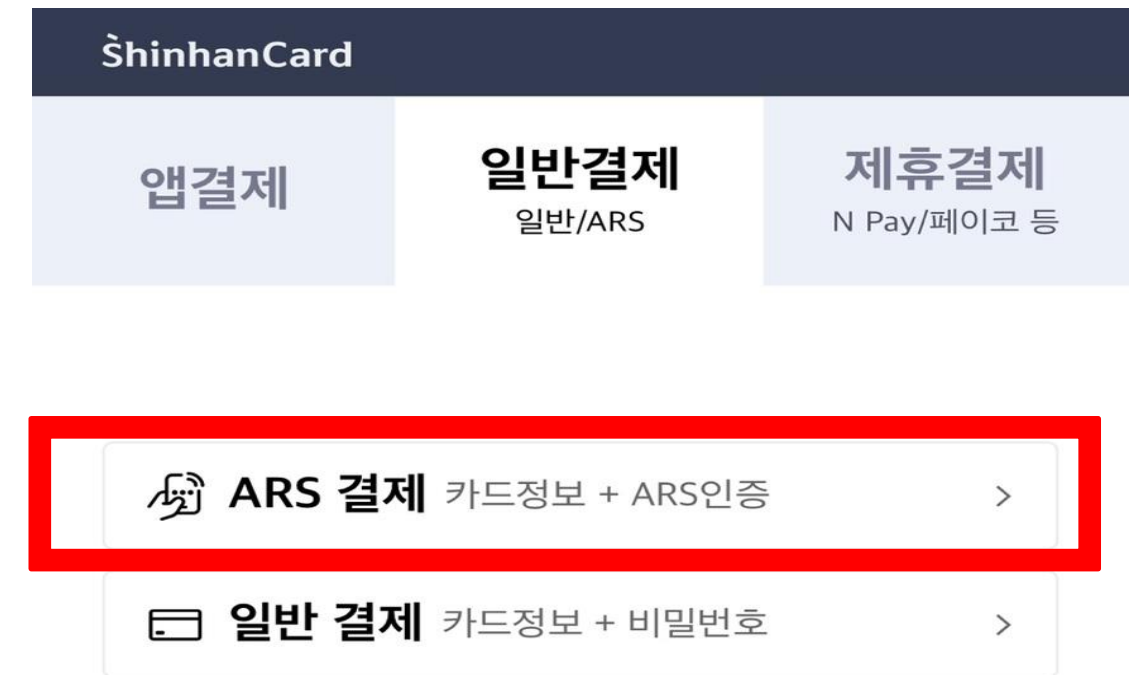 ShinhanCard
앱결제
일반결제
일반/ARS
제휴결제
N Pay/페이코 등
ARS 결제 카드정보 + ARS인증
일반 결제 카드정보 + 비밀번호